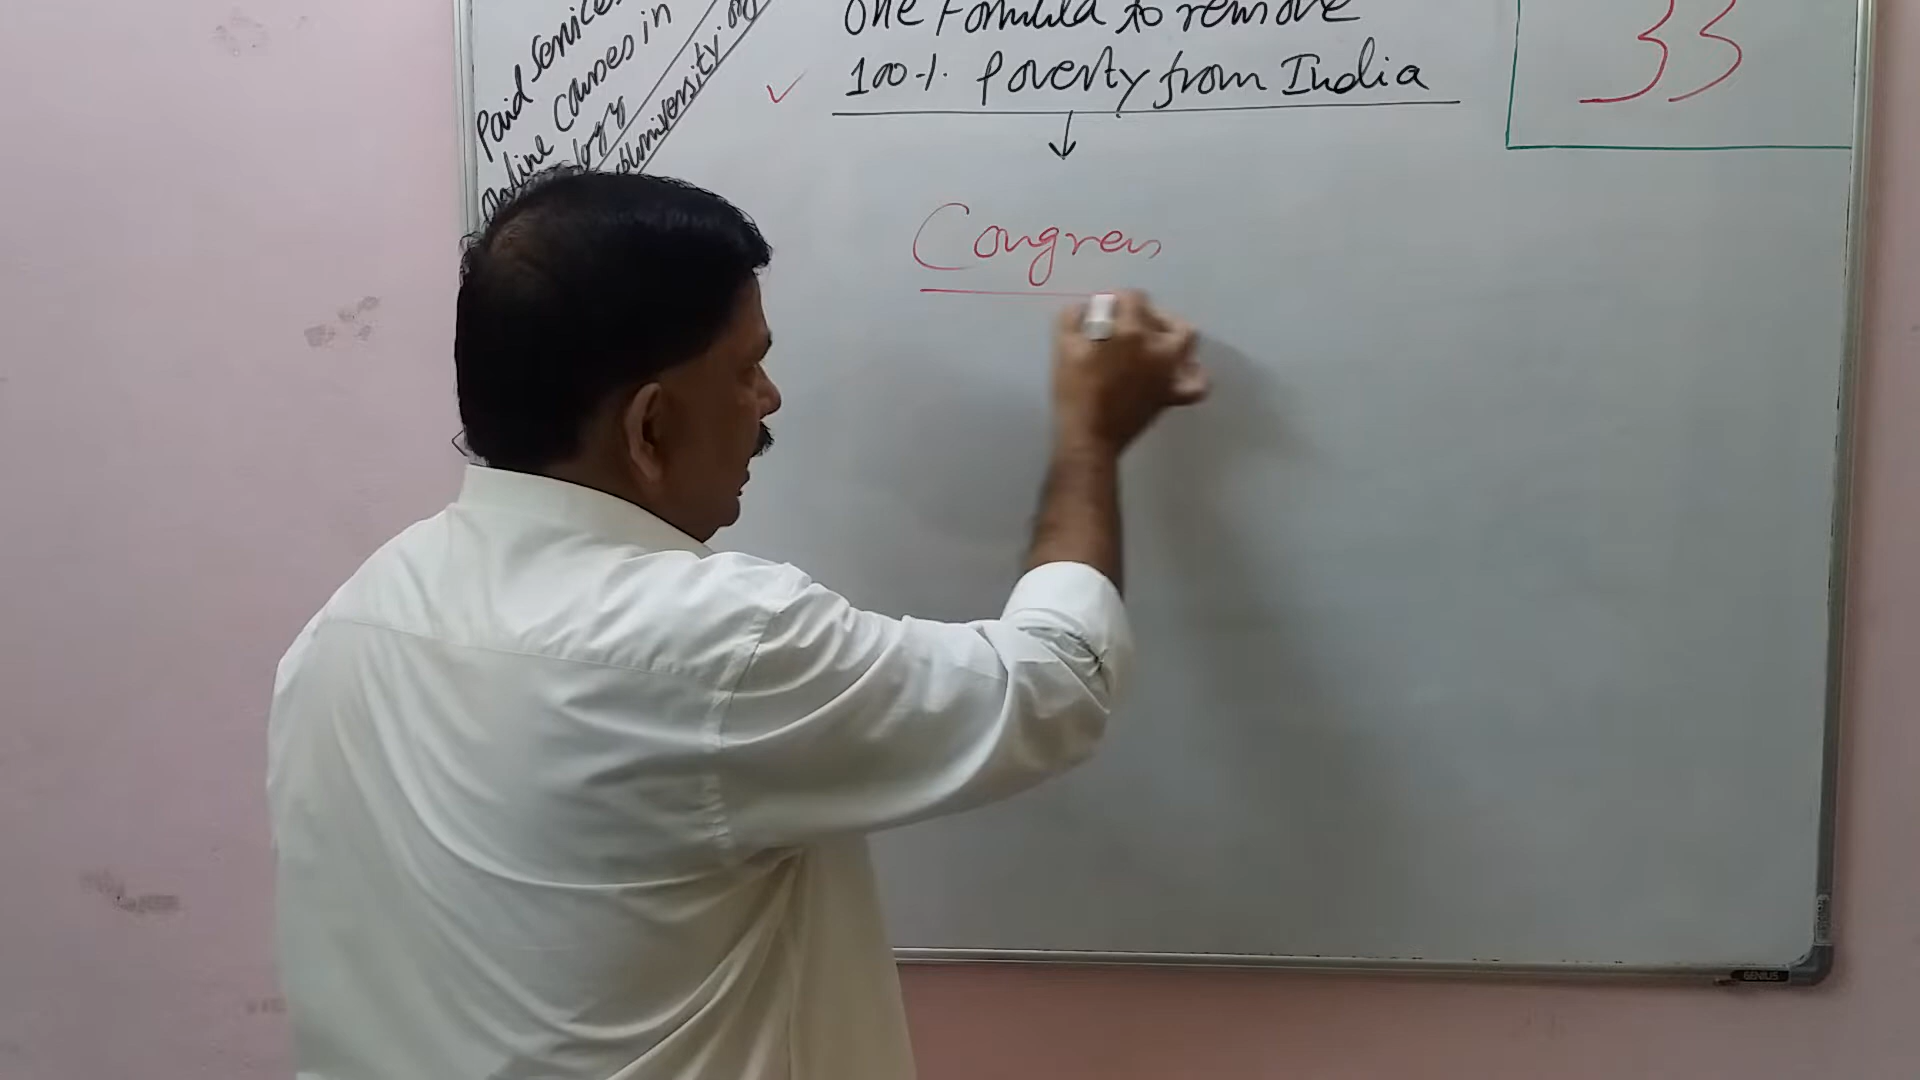 Paid Services
Online Courses in
One Formula to remove
100% Poverty from India
33
Congress
GENIUS